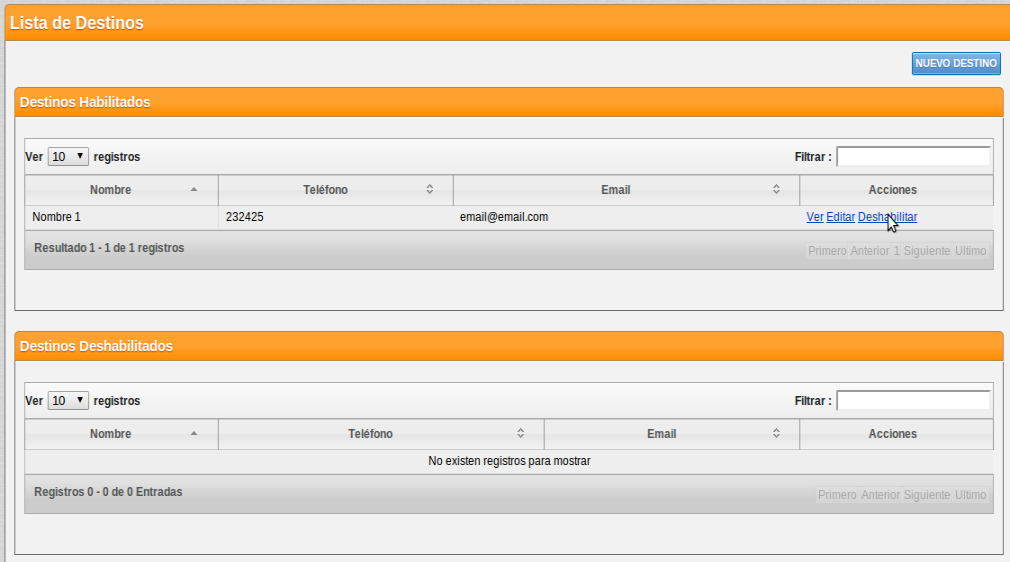 Lista de Destinos
NUEVO DESTINO
Destinos Habilitados
Ver 10 registros Filtrar :
Nombre Teléfono Email Acciones
Nombre 1 232425 email@email.com Ver Editar Deshabilitar
Resultado 1 - 1 de 1 registros Primero Anterior 1 Siguiente Ultimo
Destinos Deshabilitados
Ver 10 registros Filtrar :
Nombre Teléfono Email Acciones
No existen registros para mostrar
Registros 0 - 0 de 0 Entradas Primero Anterior Siguiente Ultimo